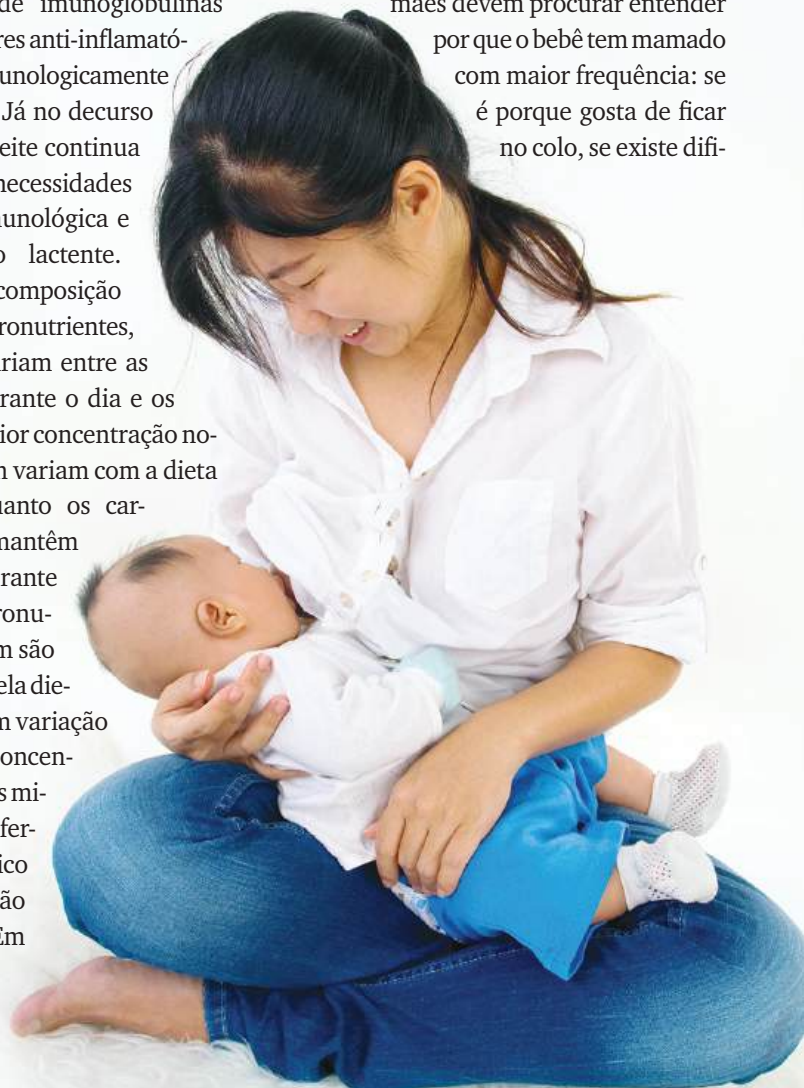 de imunoglobulinas
res anti-inflamató-
unologicamente
Já no decurso
eite continua
necessidades
unológica e
o lactente.
composição
ronutrientes,
riam entre as
rante o dia e os
ior concentração no-
m variam com a dieta
uanto os car-
mantêm
rante
ronu-
m são
ela die-
m variação
oncen-
s mi-
fer-
ico
ão
Em
mães devem procurar entender
por que o bebê tem mamado
com maior frequência: se
é porque gosta de ficar
no colo, se existe difi-